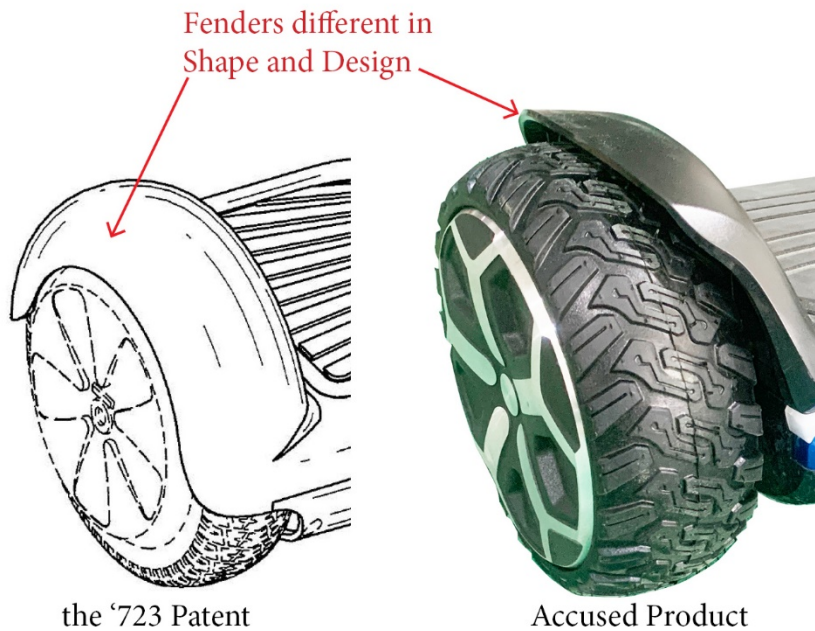 Fenders different in
Shape and Design
the ‘723 Patent
Accused Product